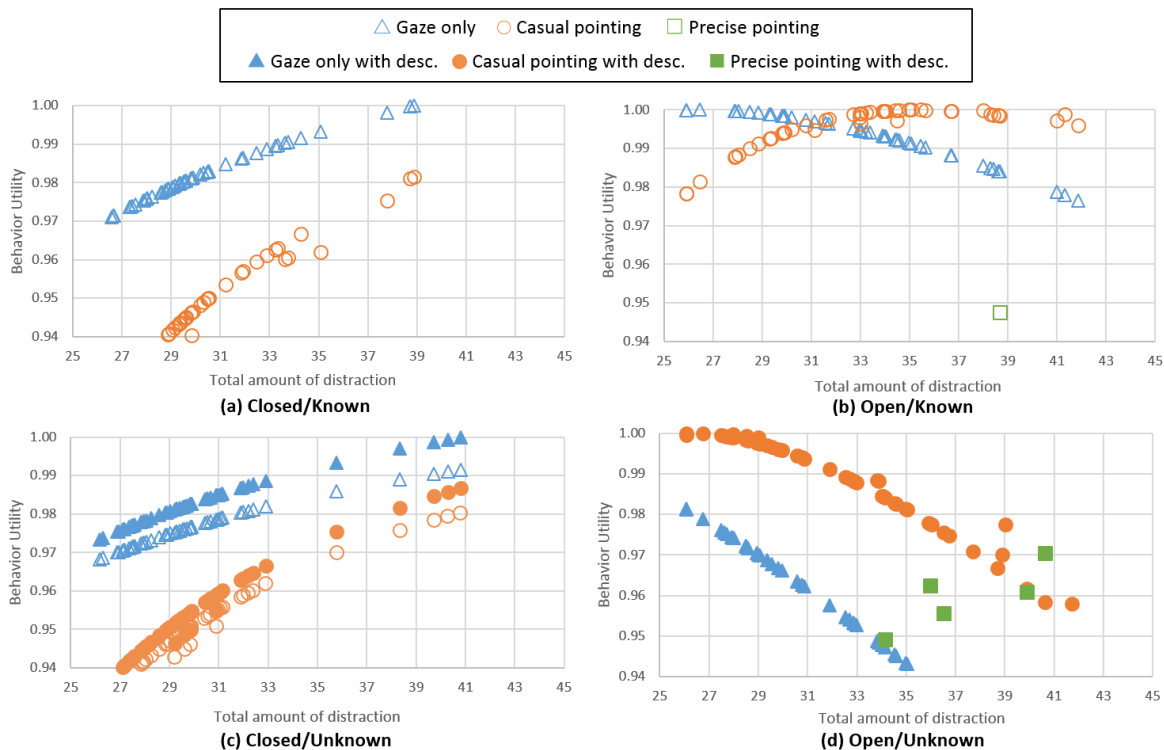 Gaze only Casual pointing Precise pointing
Gaze only with desc. Casual pointing with desc. Precise pointing with desc.
1.00
0.99
0.98
0.97
0.96
0.95
0.94
Behavior Utility
25 27 29 31 33 35 37 39 41 43 45
Total amount of distraction
(a) Closed/Known
1.00
0.99
0.98
0.97
0.96
0.95
0.94
Behavior Utility
25 27 29 31 33 35 37 39 41 43 45
Total amount of distraction
(b) Open/Known
1.00
0.99
0.98
0.97
0.96
0.95
0.94
Behavior Utility
25 27 29 31 33 35 37 39 41 43 45
Total amount of distraction
(c) Closed/Unknown
1.00
0.99
0.98
0.97
0.96
0.95
0.94
Behavior Utility
25 27 29 31 33 35 37 39 41 43 45
Total amount of distraction
(d) Open/Unknown